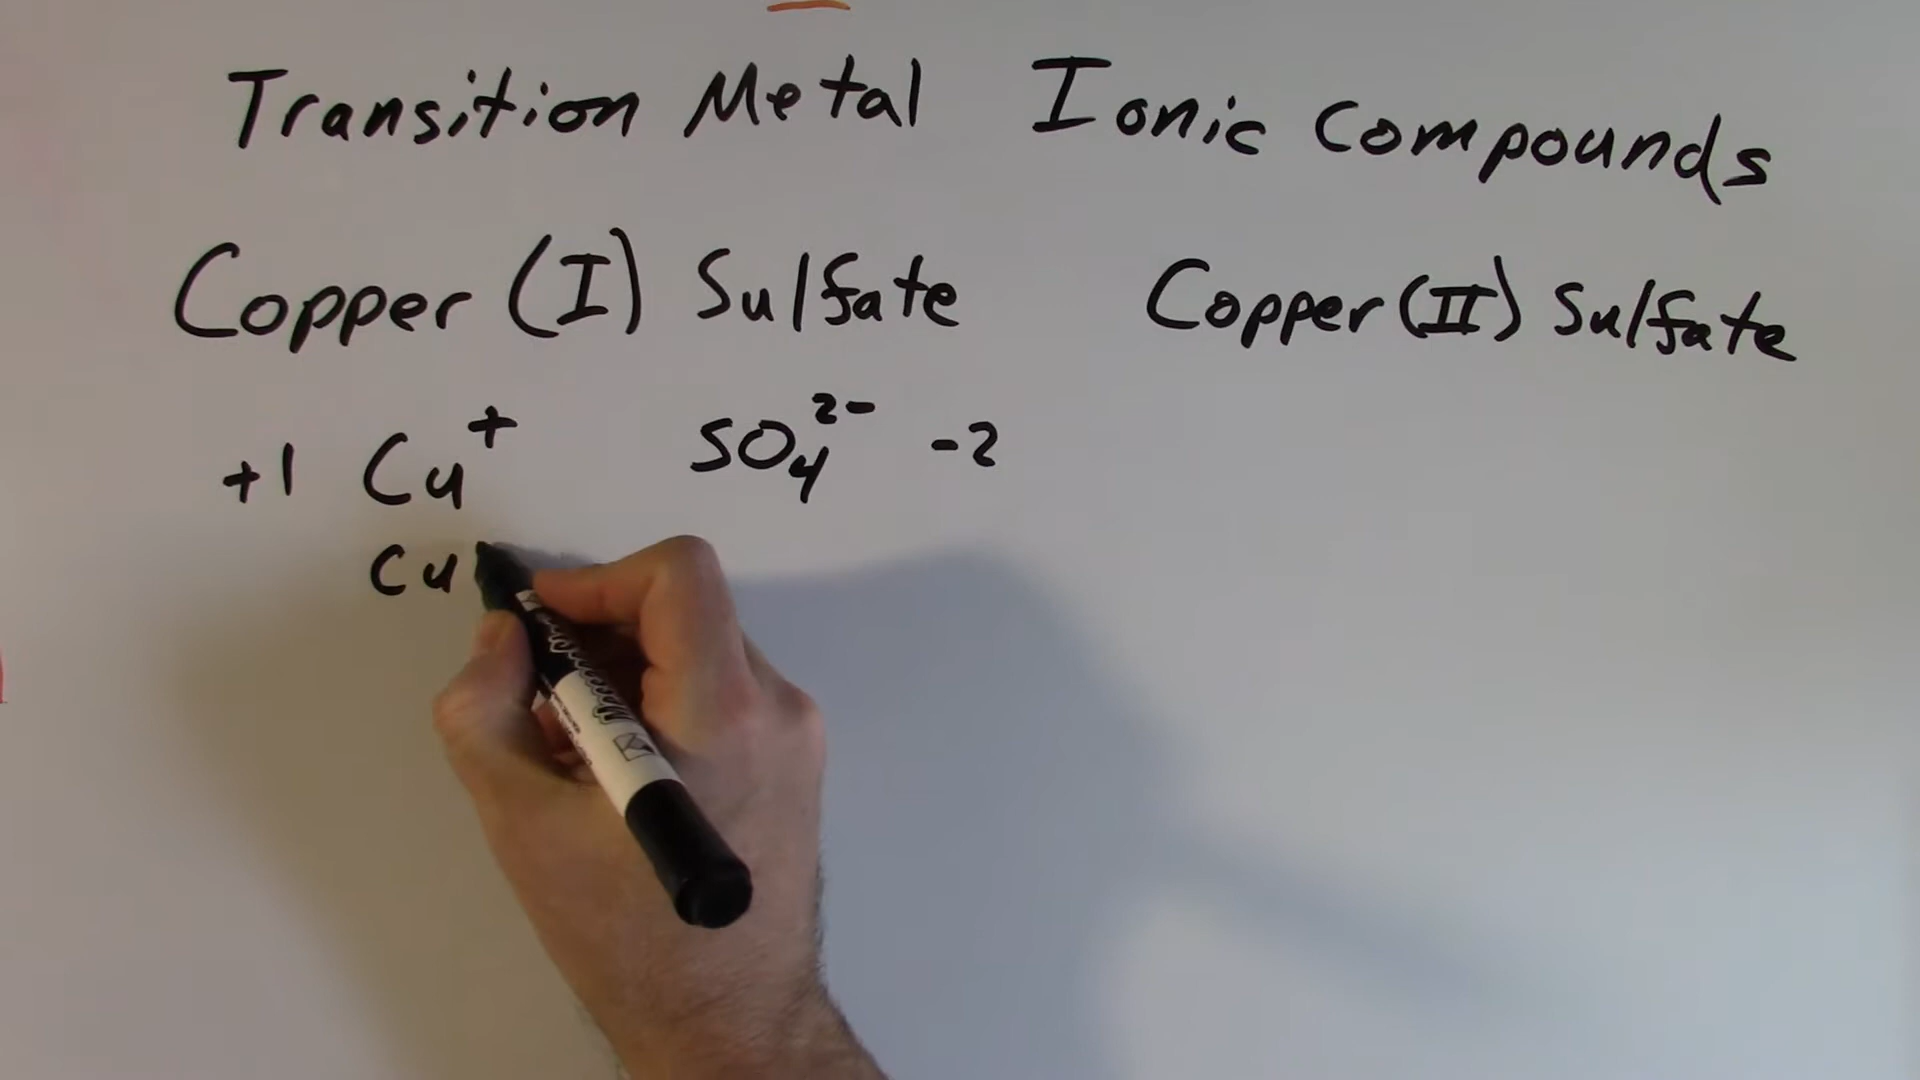 Transition Metal Ionic Compounds
Copper (I) Sulfate
Copper (II) Sulfate
+1 Cu⁺ SO₄²⁻ -2
Cu